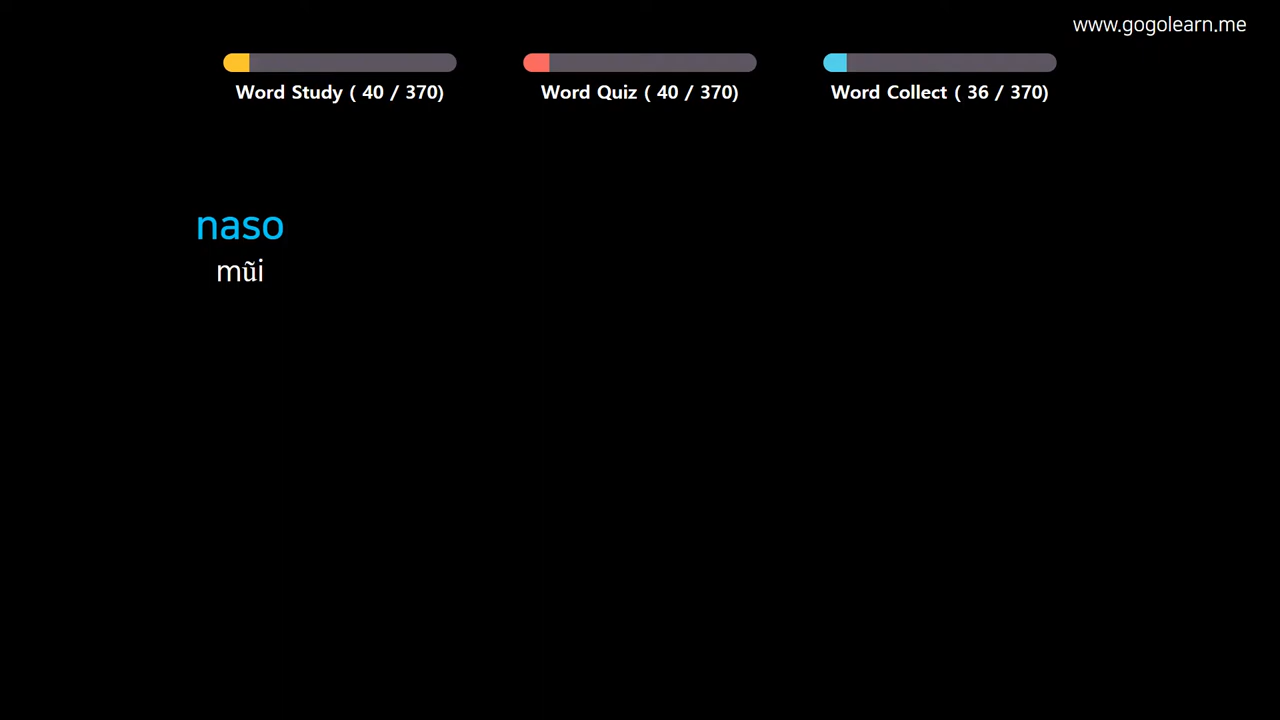 www.gogolearn.me
Word Study ( 40 / 370)
Word Quiz ( 40 / 370)
Word Collect ( 36 / 370)
naso
mũi